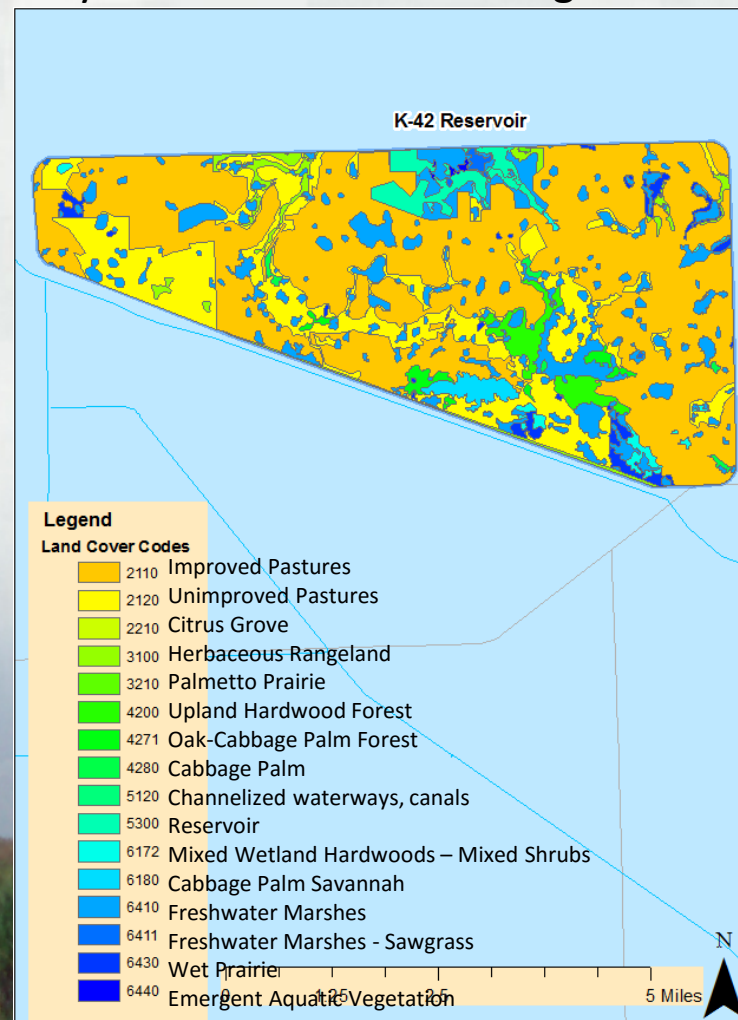 K-42 Reservoir
Legend
Land Cover Codes
2110 Improved Pastures
2120 Unimproved Pastures
2210 Citrus Grove
3100 Herbaceous Rangeland
3210 Palmetto Prairie
4200 Upland Hardwood Forest
4271 Oak-Cabbage Palm Forest
4280 Cabbage Palm
5120 Channelized waterways, canals
5300 Reservoir
6172 Mixed Wetland Hardwoods – Mixed Shrubs
6180 Cabbage Palm Savannah
6410 Freshwater Marshes
6411 Freshwater Marshes - Sawgrass
6430 Wet Prairie
6440 Emergent Aquatic Vegetation
0 1.25 2.5 5 Miles
N